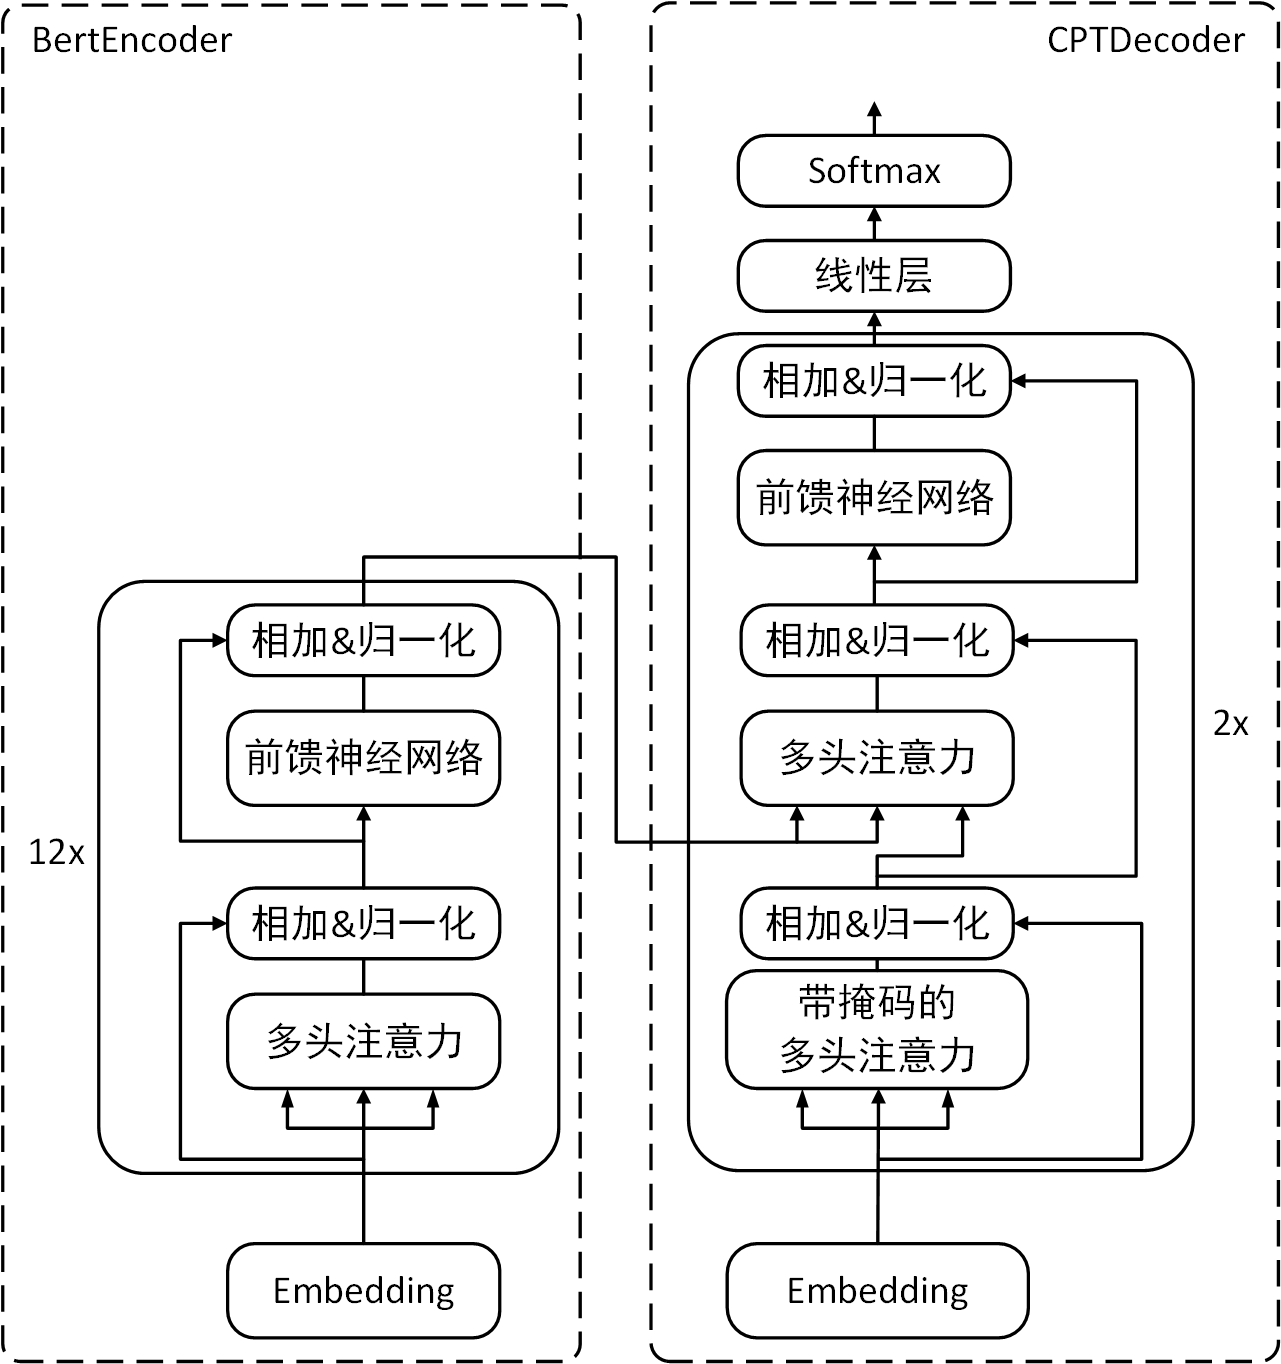 BertEncoder
相加&归一化
前馈神经网络
12x
相加&归一化
多头注意力
Embedding
CPTDecoder
Softmax
线性层
相加&归一化
前馈神经网络
相加&归一化
2x
多头注意力
相加&归一化
带掩码的
多头注意力
Embedding